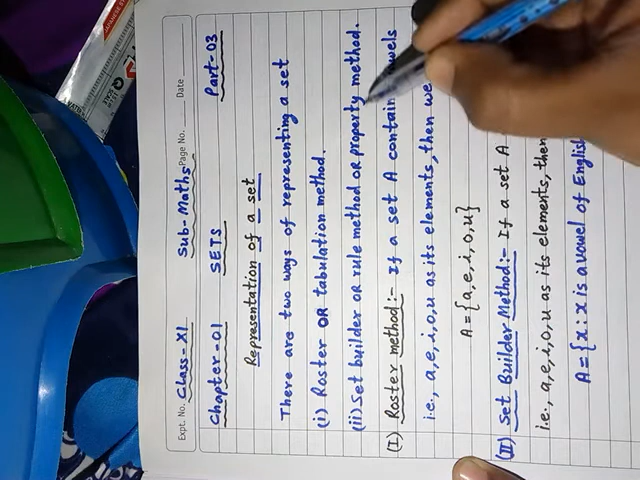 Expt. No. Class-XI Sub-Maths Page No. Date
Chapter-01 SETS Part-03
Representation of a set
There are two ways of representing a set
(i) Roster OR tabulation method.
(ii) Set builder OR rule method OR property method.
(I) Roster method:- If a set A contain
i.e., a,e,i,o,u as its elements, then we
A={a,e,i,o,u}
(II) Set Builder Method:- If a set A
i.e., a,e,i,o,u as its elements, then
A={x:x is a vowel of English